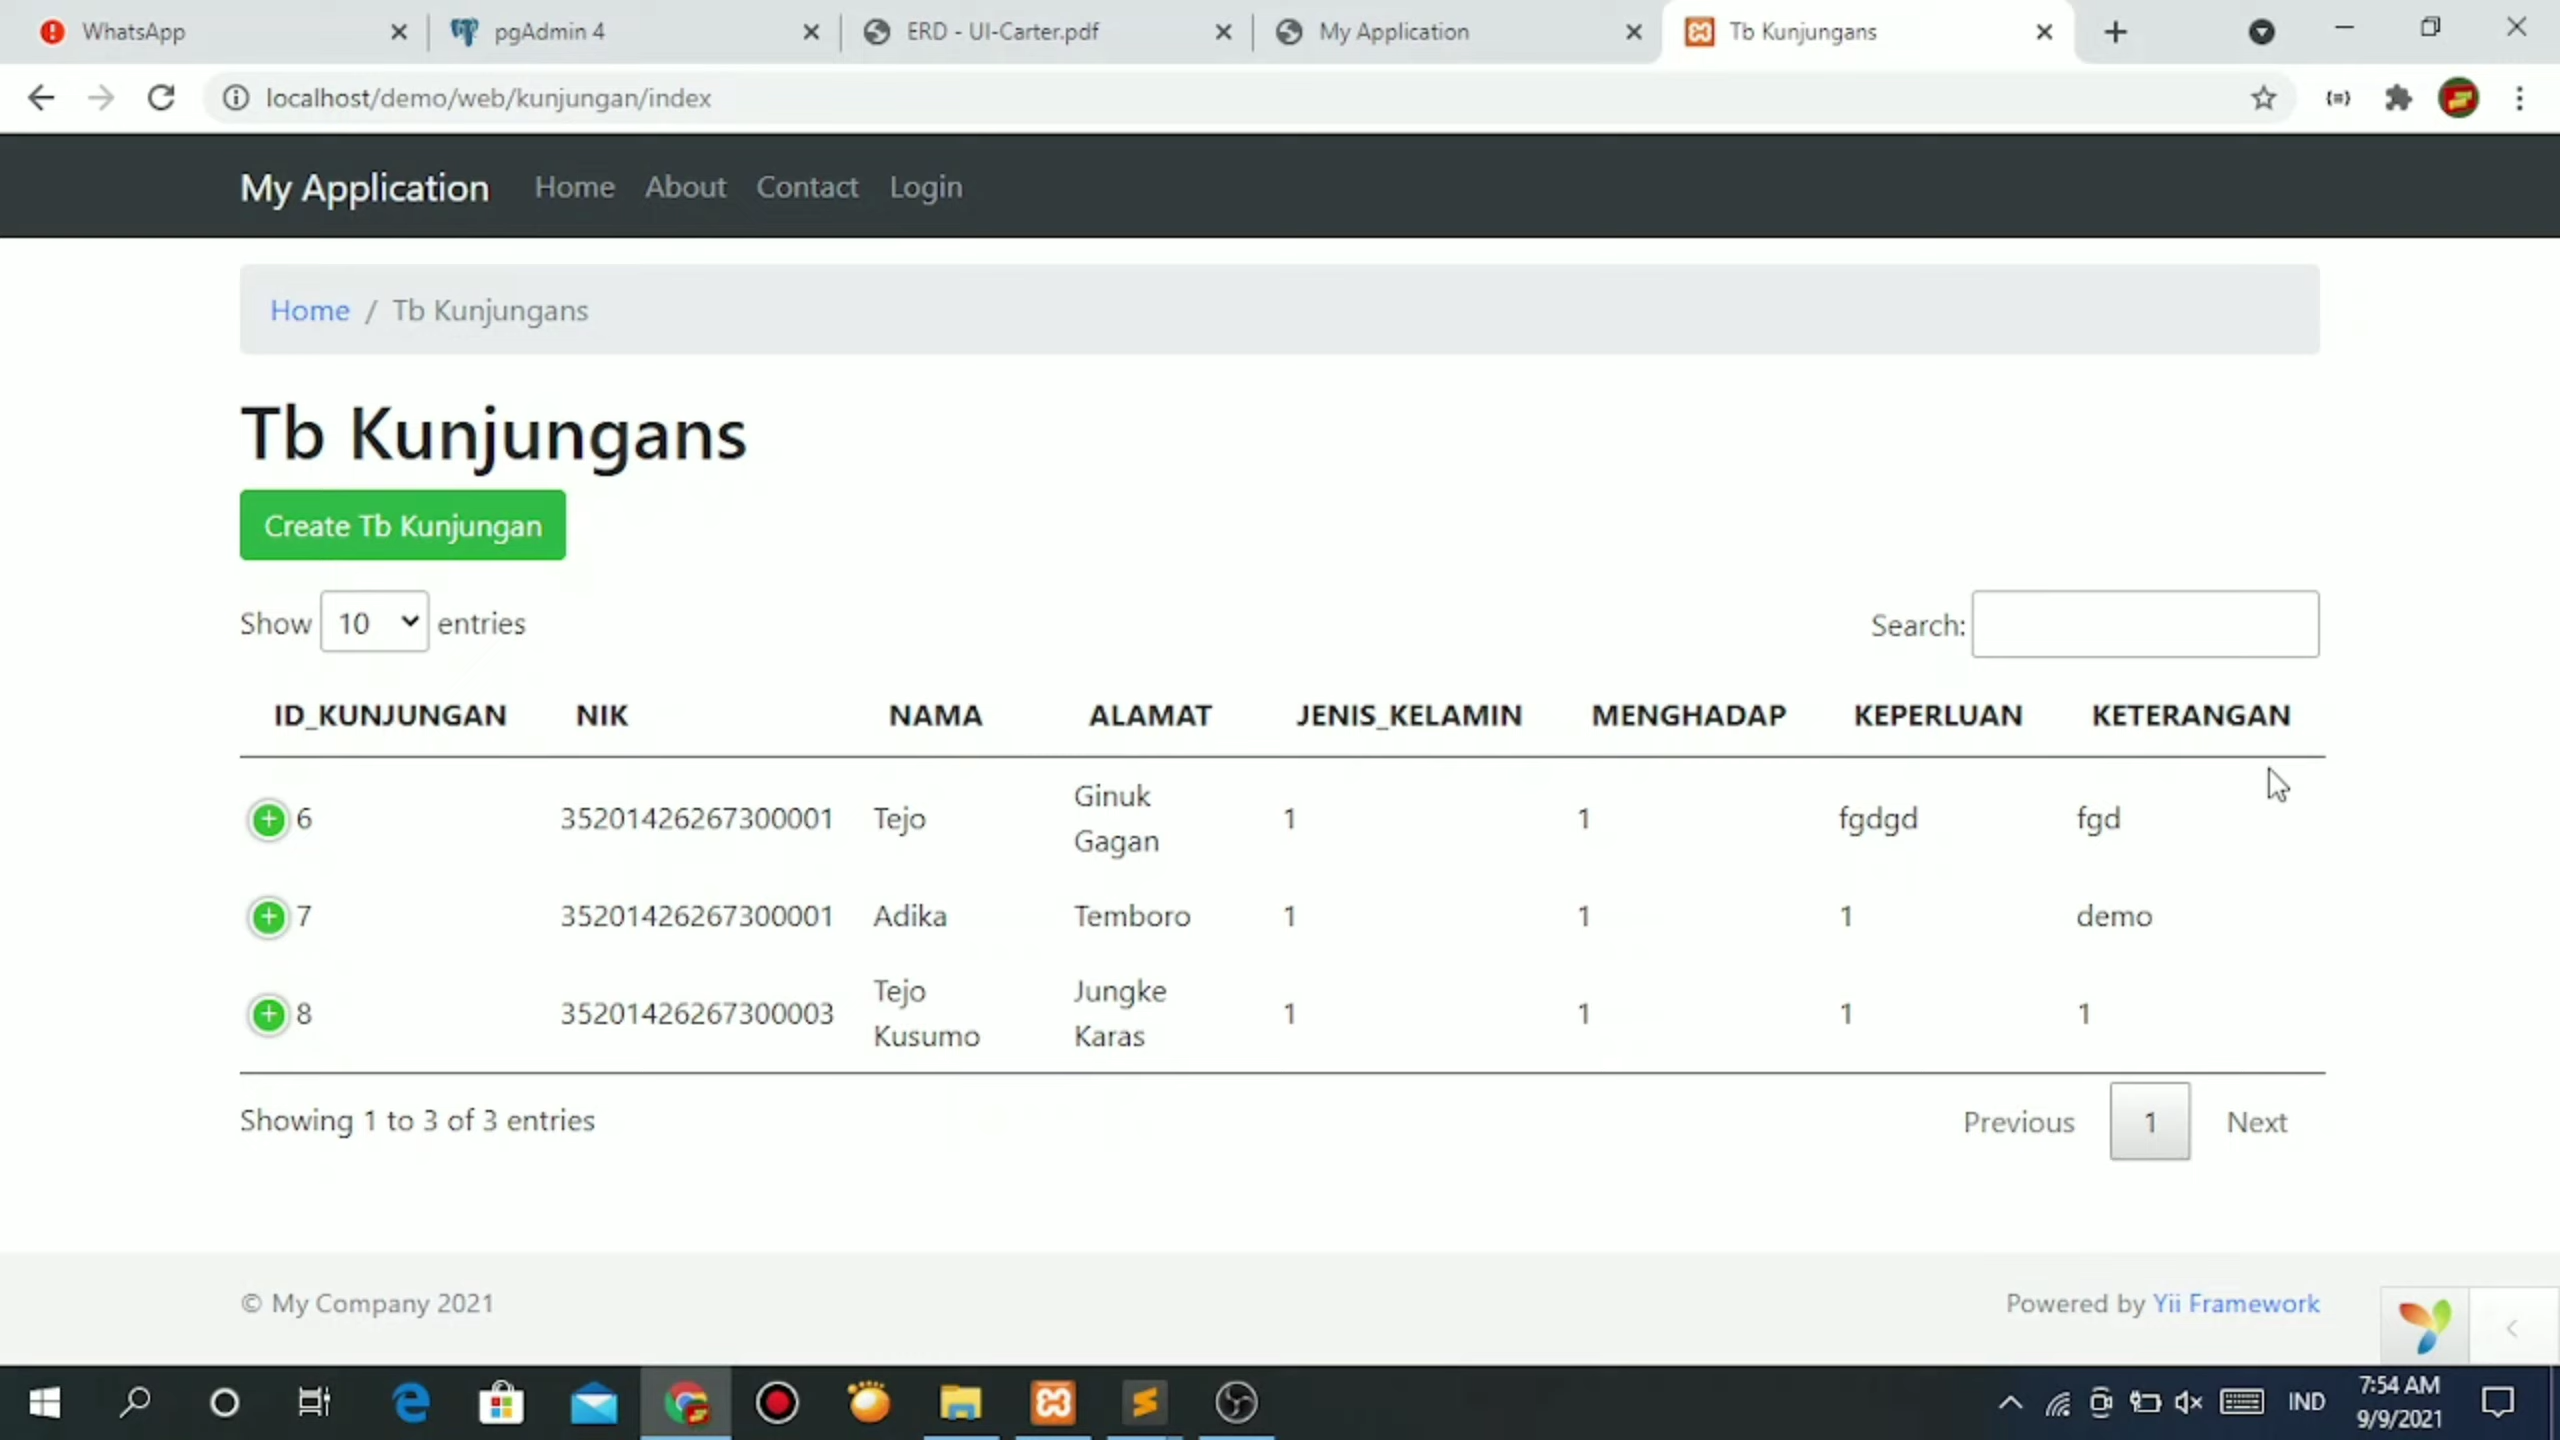 WhatsApp
pgAdmin 4
ERD - UI-Carter.pdf
My Application
Tb Kunjungans
localhost/demo/web/kunjungan/index
My Application Home About Contact Login
Home / Tb Kunjungans
Tb Kunjungans
Create Tb Kunjungan
Show 10 entries
Search:
ID_KUNJUNGAN NIK NAMA ALAMAT JENIS_KELAMIN MENGHADAP KEPERLUAN KETERANGAN
6 35201426267300001 Tejo Ginuk Gagan 1 1 fgdgd fgd
7 35201426267300001 Adika Temboro 1 1 1 demo
8 35201426267300003 Tejo Kusumo Jungke Karas 1 1 1 1
Showing 1 to 3 of 3 entries
Previous 1 Next
© My Company 2021
Powered by Yii Framework
IND
7:54 AM
9/9/2021